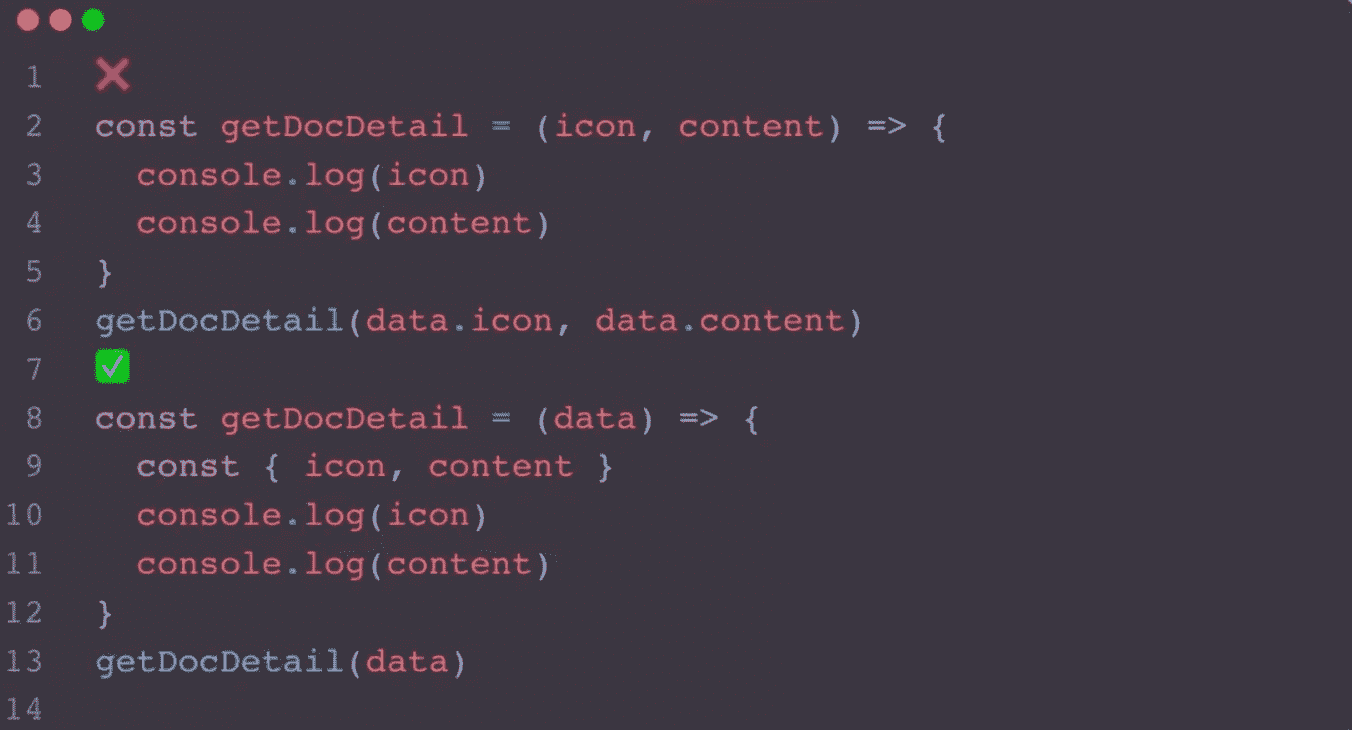 1 ❌
2 const getDocDetail = (icon, content) => {
3   console.log(icon)
4   console.log(content)
5 }
6 getDocDetail(data.icon, data.content)
7 ✅
8 const getDocDetail = (data) => {
9   const { icon, content }
10   console.log(icon)
11   console.log(content)
12 }
13 getDocDetail(data)
14